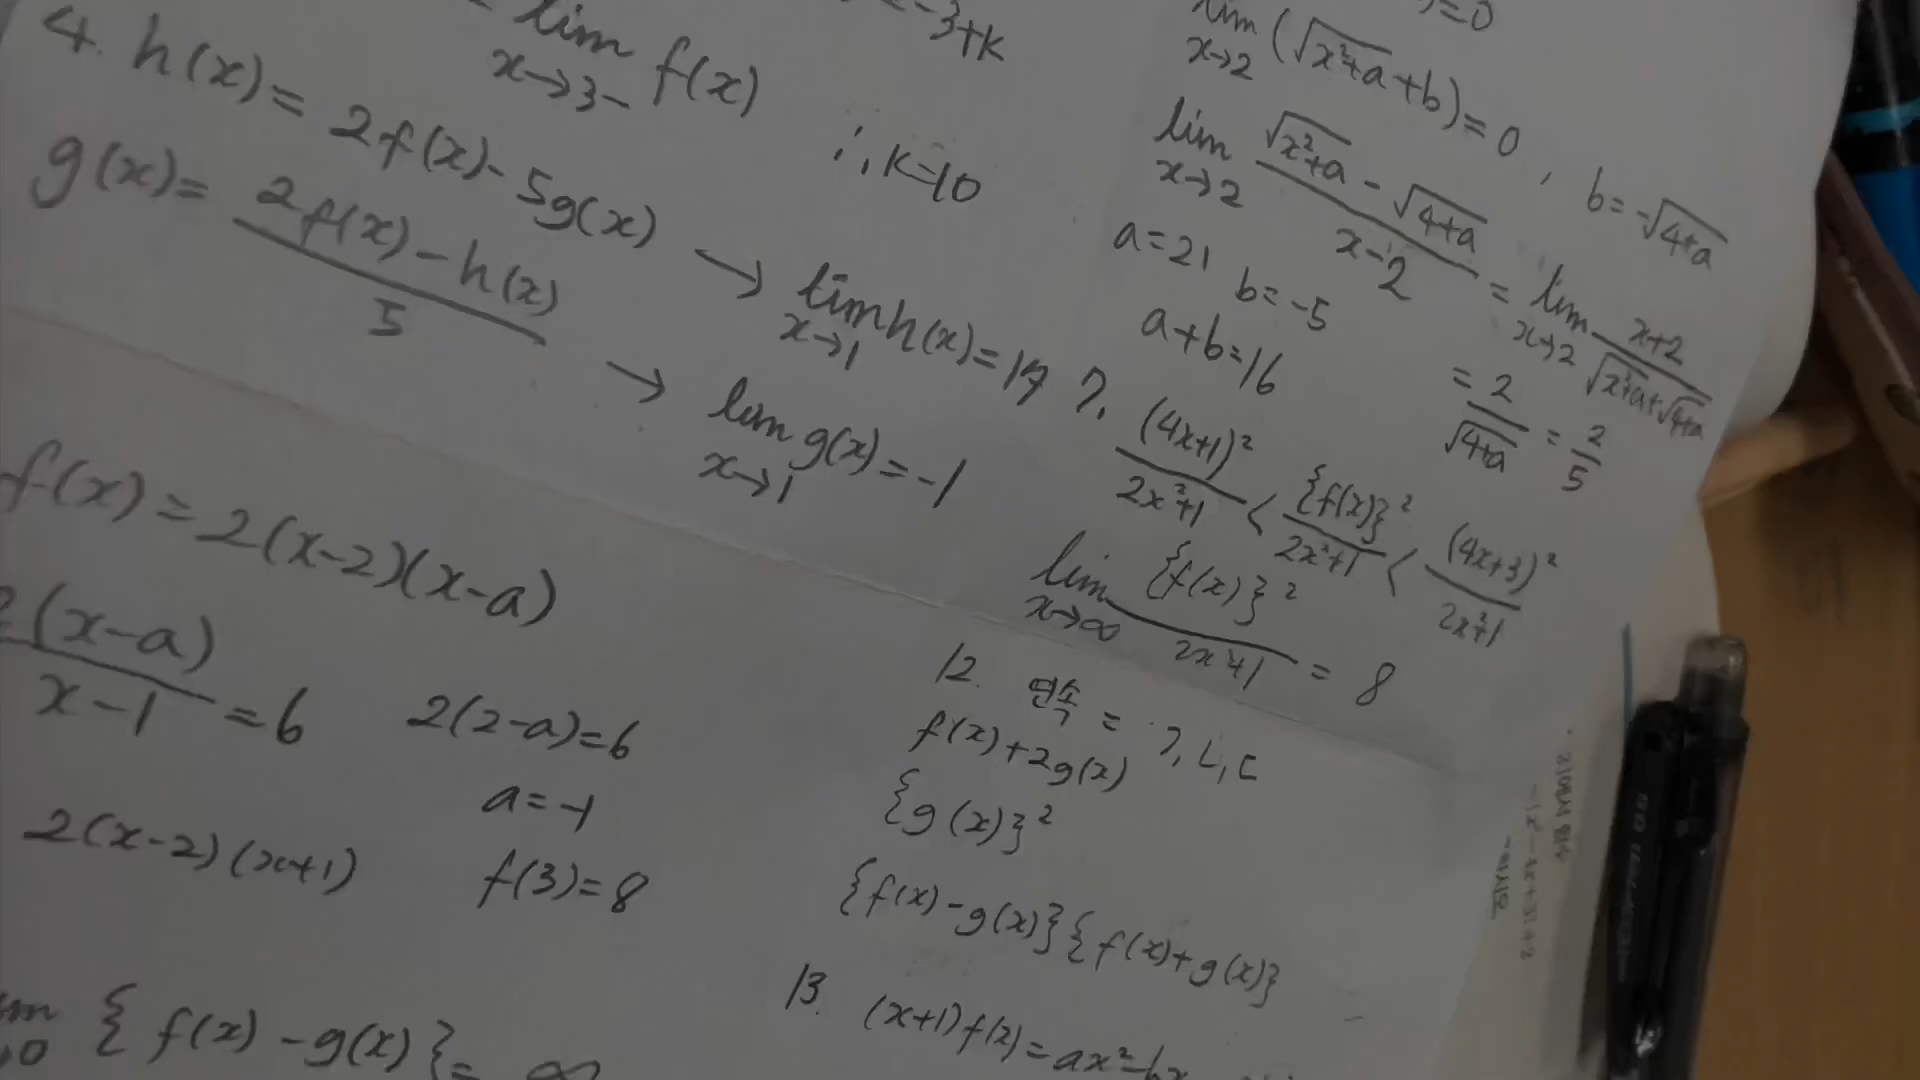 lim f(x)
x→3-
-3+k
∴k=10
4. h(x)=2f(x)-5g(x) → lim h(x)=17
x→1
g(x)= 2f(x)-h(x)
5
→ lim g(x)=-1
x→1
f(x)=2(x-2)(x-a)
(x-a)
x-1 =6
2(2-a)=6
a=-1
2(x-2)(x+1)
f(3)=8
{f(x)-g(x)}=∞
=0
lim (√x²+a+b)=0, b=-√4+a
x→2
lim √x²+a-√4+a
x→2 x-2
= lim x+2
x→2 √x²+a+√4+a
= 2
√4+a
= 2
5
a=21 b=-5
a+b=16
7. (4x+1)²
2x²+1
< {f(x)}²
2x²+1
< (4x+3)²
2x²+1
lim {f(x)}²
x→∞ 2x²+1 = 8
12. 연속 = ㄱ,ㄴ,ㄷ
f(x)+2g(x)
{g(x)}²
{f(x)-g(x)}{f(x)+g(x)}
13. (x+1)f(x)=ax²-bx